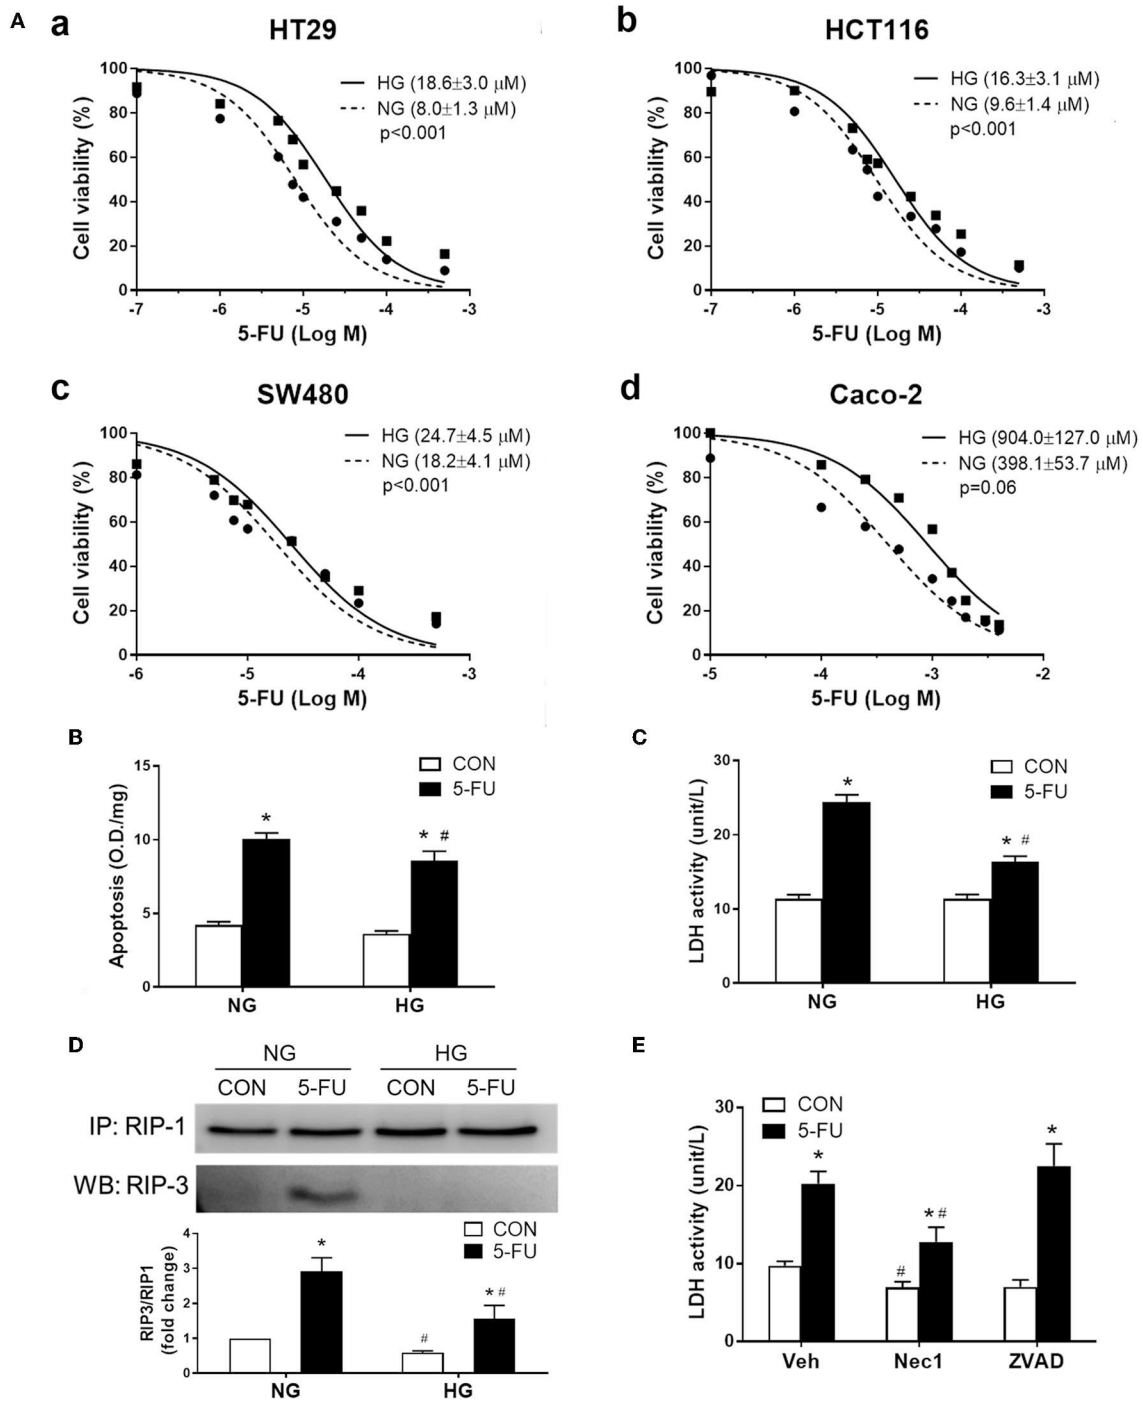 A
a
HT29
HG (18.6±3.0 µM)
NG (8.0±1.3 µM)
p<0.001
Cell viability (%)
100
80
60
40
20
0
-7 -6 -5 -4 -3
5-FU (Log M)
b
HCT116
HG (16.3±3.1 µM)
NG (9.6±1.4 µM)
p<0.001
Cell viability (%)
100
80
60
40
20
0
-7 -6 -5 -4 -3
5-FU (Log M)
c
SW480
HG (24.7±4.5 µM)
NG (18.2±4.1 µM)
p<0.001
Cell viability (%)
100
80
60
40
20
0
-6 -5 -4 -3
5-FU (Log M)
d
Caco-2
HG (904.0±127.0 µM)
NG (398.1±53.7 µM)
p=0.06
Cell viability (%)
100
80
60
40
20
0
-5 -4 -3 -2
5-FU (Log M)
B
CON
5-FU
Apoptosis (O.D./mg)
15
10
5
0
*
* #
NG HG
C
CON
5-FU
LDH activity (unit/L)
30
20
10
0
*
* #
NG HG
D
NG HG
CON 5-FU CON 5-FU
IP: RIP-1
WB: RIP-3
CON
5-FU
RIP3/RIP1
(fold change)
4
3
2
1
0
*
#
* #
NG HG
E
CON
5-FU
LDH activity (unit/L)
30
20
10
0
*
#
* #
*
Veh Nec1 ZVAD